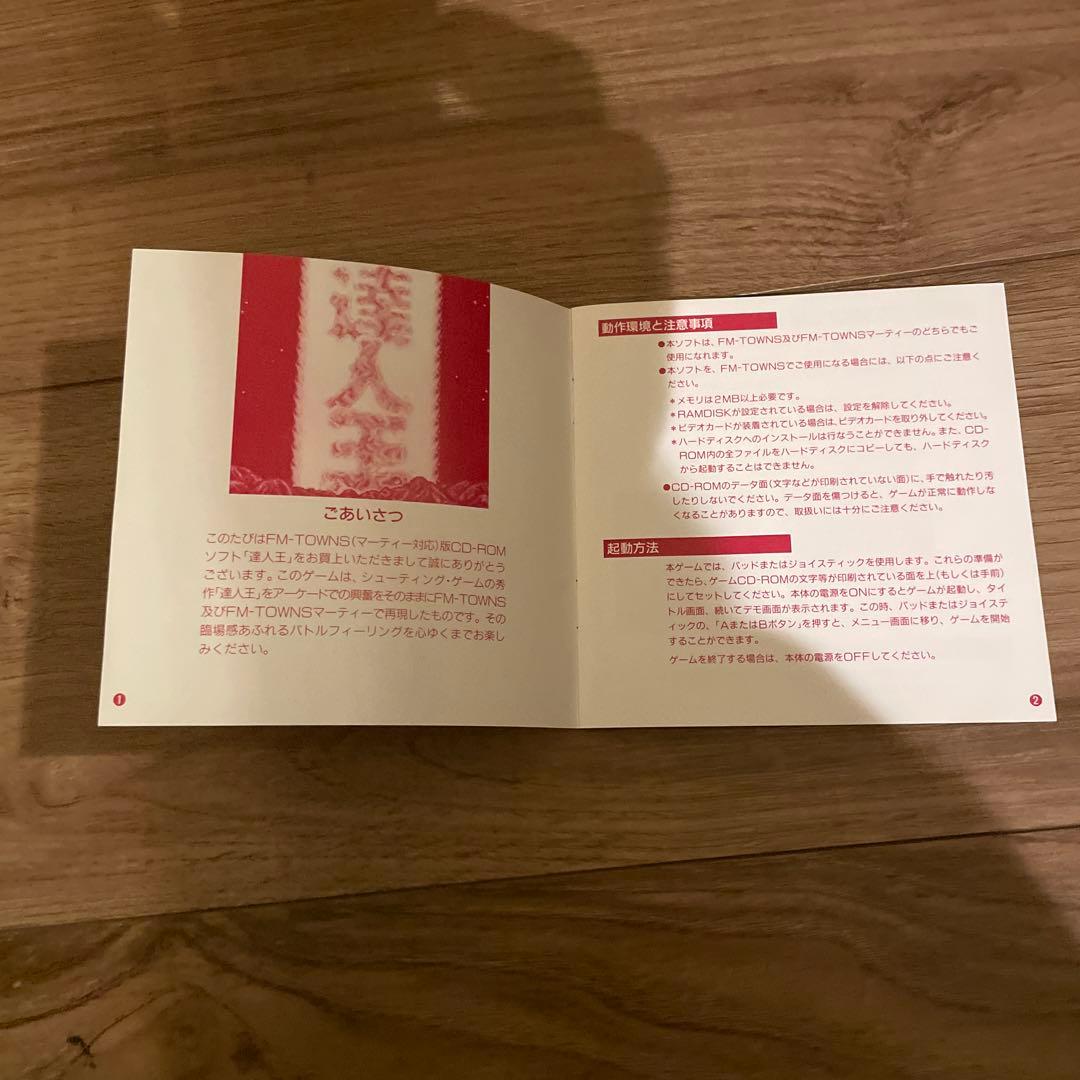 達人王
ごあいさつ
このたびはFM-TOWNS(マーティー対応)版CD-ROM
ソフト「達人王」をお買上いただきまして誠にありがとう
ございます。このゲームは、シューティング・ゲームの秀
作「達人王」をアーケードでの興奮をそのままにFM-TOWNS
及びFM-TOWNSマーティーで再現したものです。その
臨場感あふれるバトルフィーリングを心ゆくまでお楽し
みください。
1
動作環境と注意事項
●本ソフトは、FM-TOWNS及びFM-TOWNSマーティーのどちらでもご
使用になれます。
●本ソフトを、FM-TOWNSでご使用になる場合には、以下の点にご注意く
ださい。
*メモリは2MB以上必要です。
*RAMDISKが設定されている場合は、設定を解除してください。
*ビデオカードが装着されている場合は、ビデオカードを取り外してください。
*ハードディスクへのインストールは行なうことができません。また、CD-
ROM内の全ファイルをハードディスクにコピーしても、ハードディスク
から起動することはできません。
●CD-ROMのデータ面(文字などが印刷されていない面)に、手で触れたり汚
したりしないでください。データ面を傷つけると、ゲームが正常に動作しな
くなることがありますので、取扱いには十分にご注意ください。
起動方法
本ゲームでは、パッドまたはジョイスティックを使用します。これらの準備が
できたら、ゲームCD-ROMの文字等が印刷されている面を上(もしくは手前)
にしてセットしてください。本体の電源をONにするとゲームが起動し、タイ
トル画面、続いてデモ画面が表示されます。この時、パッドまたはジョイステ
ィックの、「AまたはBボタン」を押すと、メニュー画面に移り、ゲームを開始
することができます。
ゲームを終了する場合は、本体の電源をOFFしてください。
2